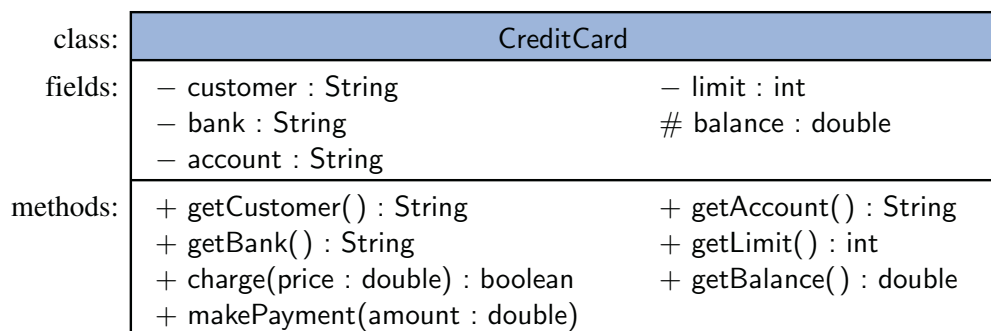 class: CreditCard
fields: − customer : String − limit : int
− bank : String # balance : double
− account : String
methods: + getCustomer( ) : String + getAccount( ) : String
+ getBank( ) : String + getLimit( ) : int
+ charge(price : double) : boolean + getBalance( ) : double
+ makePayment(amount : double)